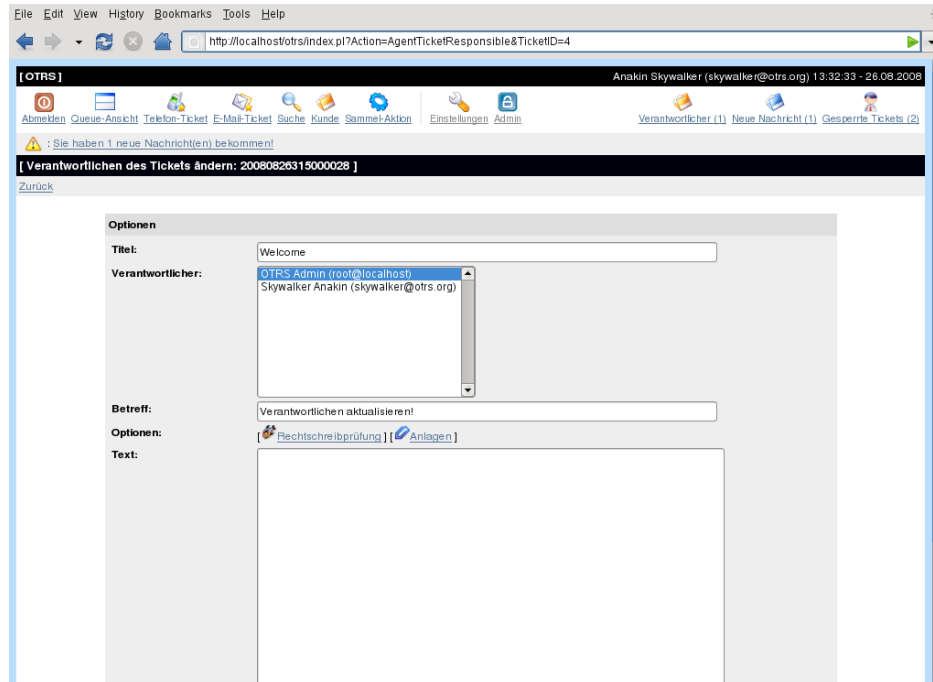 File Edit View History Bookmarks Tools Help
http://localhost/otrs/index.pl?Action=AgentTicketResponsible&TicketID=4
[ OTRS ] Anakin Skywalker (skywalker@otrs.org) 13:32:33 - 26.08.2008
Abmelden Queue-Ansicht Telefon-Ticket E-Mail-Ticket Suche Kunde Sammel-Aktion Einstellungen Admin Verantwortlicher (1) Neue Nachricht (1) Gesperrte Tickets (2)
: Sie haben 1 neue Nachricht(en) bekommen!
[ Verantwortlichen des Tickets ändern: 20080826315000028 ]
Zurück
Optionen
Titel: Welcome
Verantwortlicher: OTRS Admin (root@localhost)
Skywalker Anakin (skywalker@otrs.org)
Betreff: Verantwortlichen aktualisieren!
Optionen: [ Rechtschreibprüfung ] [ Anlagen ]
Text: